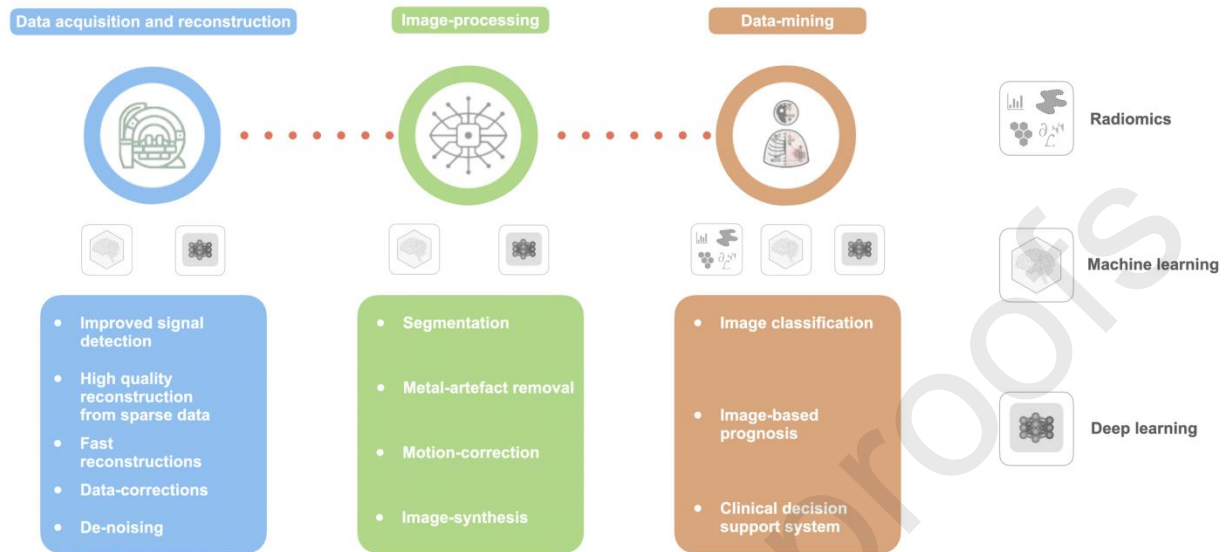 Data acquisition and reconstruction
Image-processing
Data-mining
Radiomics
Machine learning
Deep learning
• Improved signal
detection
• High quality
reconstruction
from sparse data
• Fast
reconstructions
• Data-corrections
• De-noising
• Segmentation
• Metal-artefact removal
• Motion-correction
• Image-synthesis
• Image classification
• Image-based
prognosis
• Clinical decision
support system
proofs